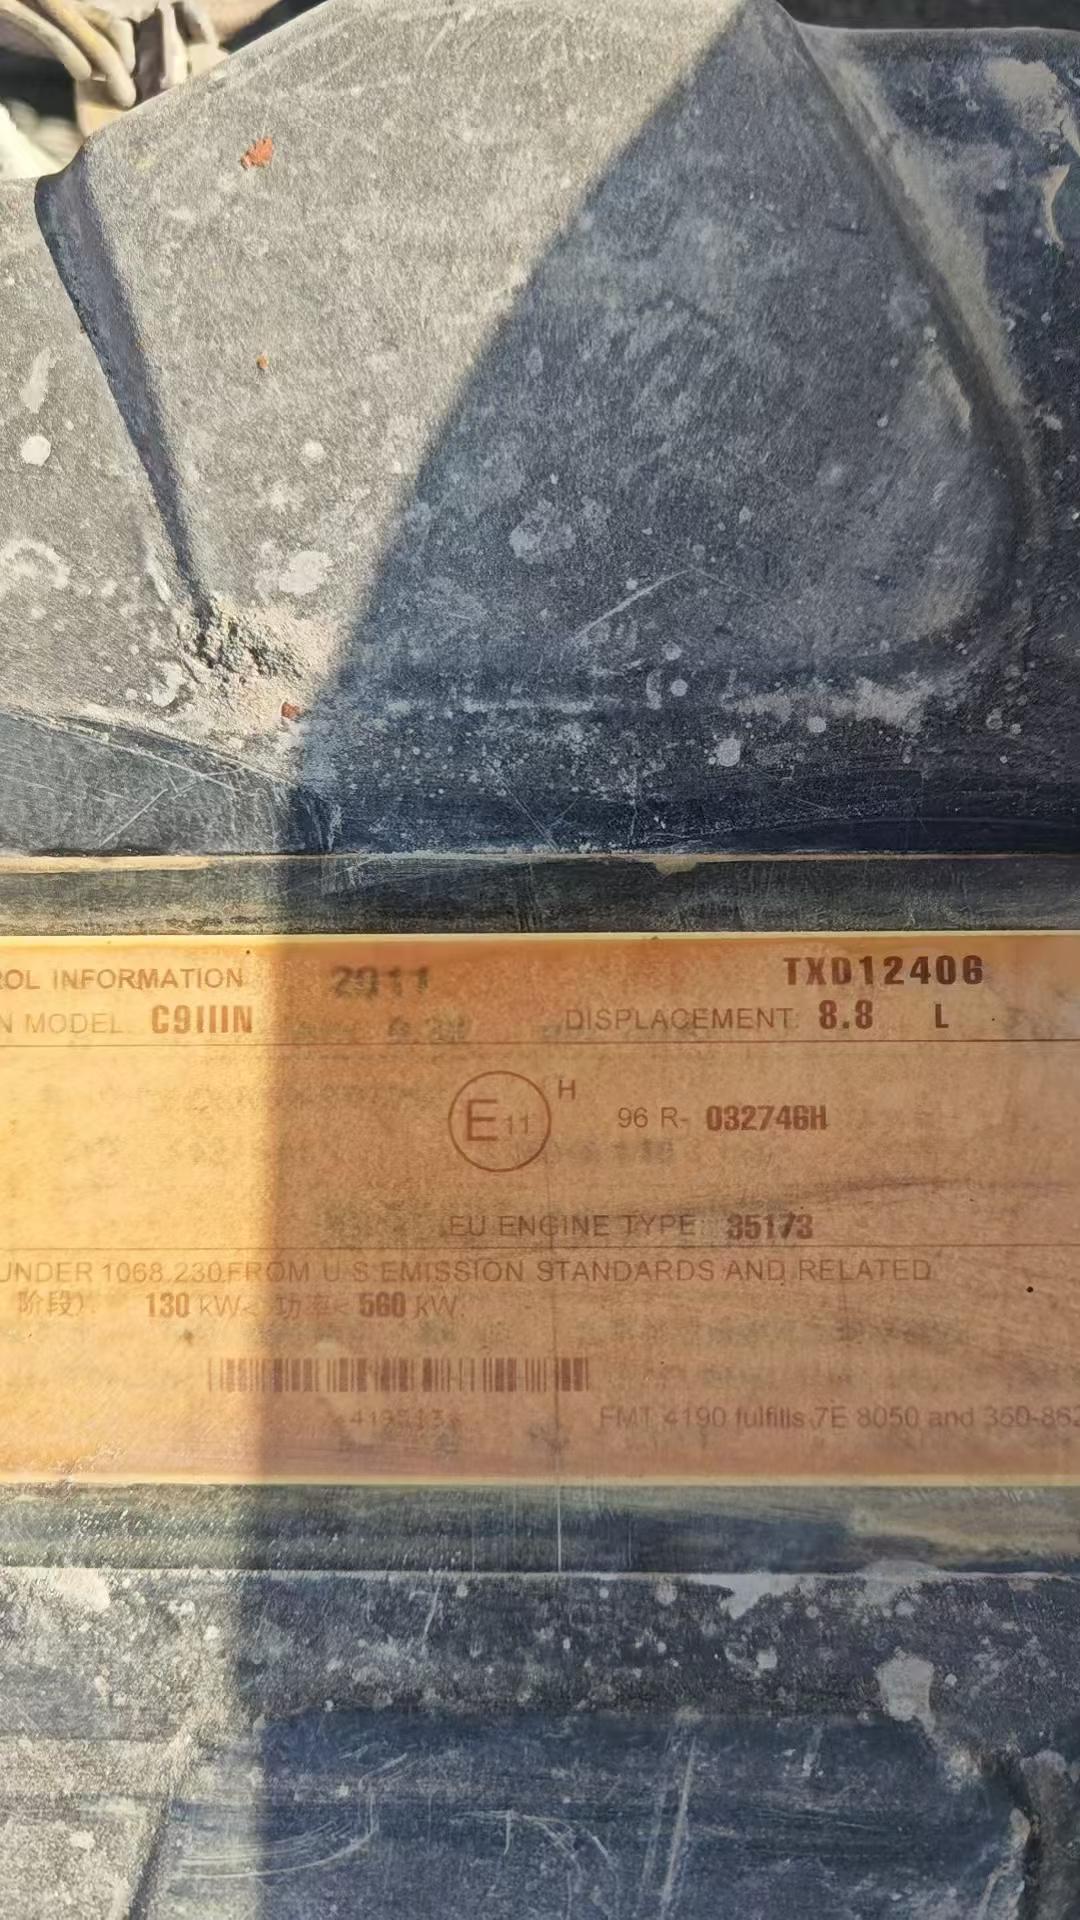 ROL INFORMATION 2011 TXD12406
N MODEL: C9IIIN DISPLACEMENT: 8.8 L
E11 H 96 R- 032746H
EU ENGINE TYPE: 35173
UNDER 1068.230.FROM U S EMISSION STANDARDS AND RELATED
阶段) 130 kW< 功率< 560 kW.
FMT 4190 fulfills 7E 8050 and 350-862